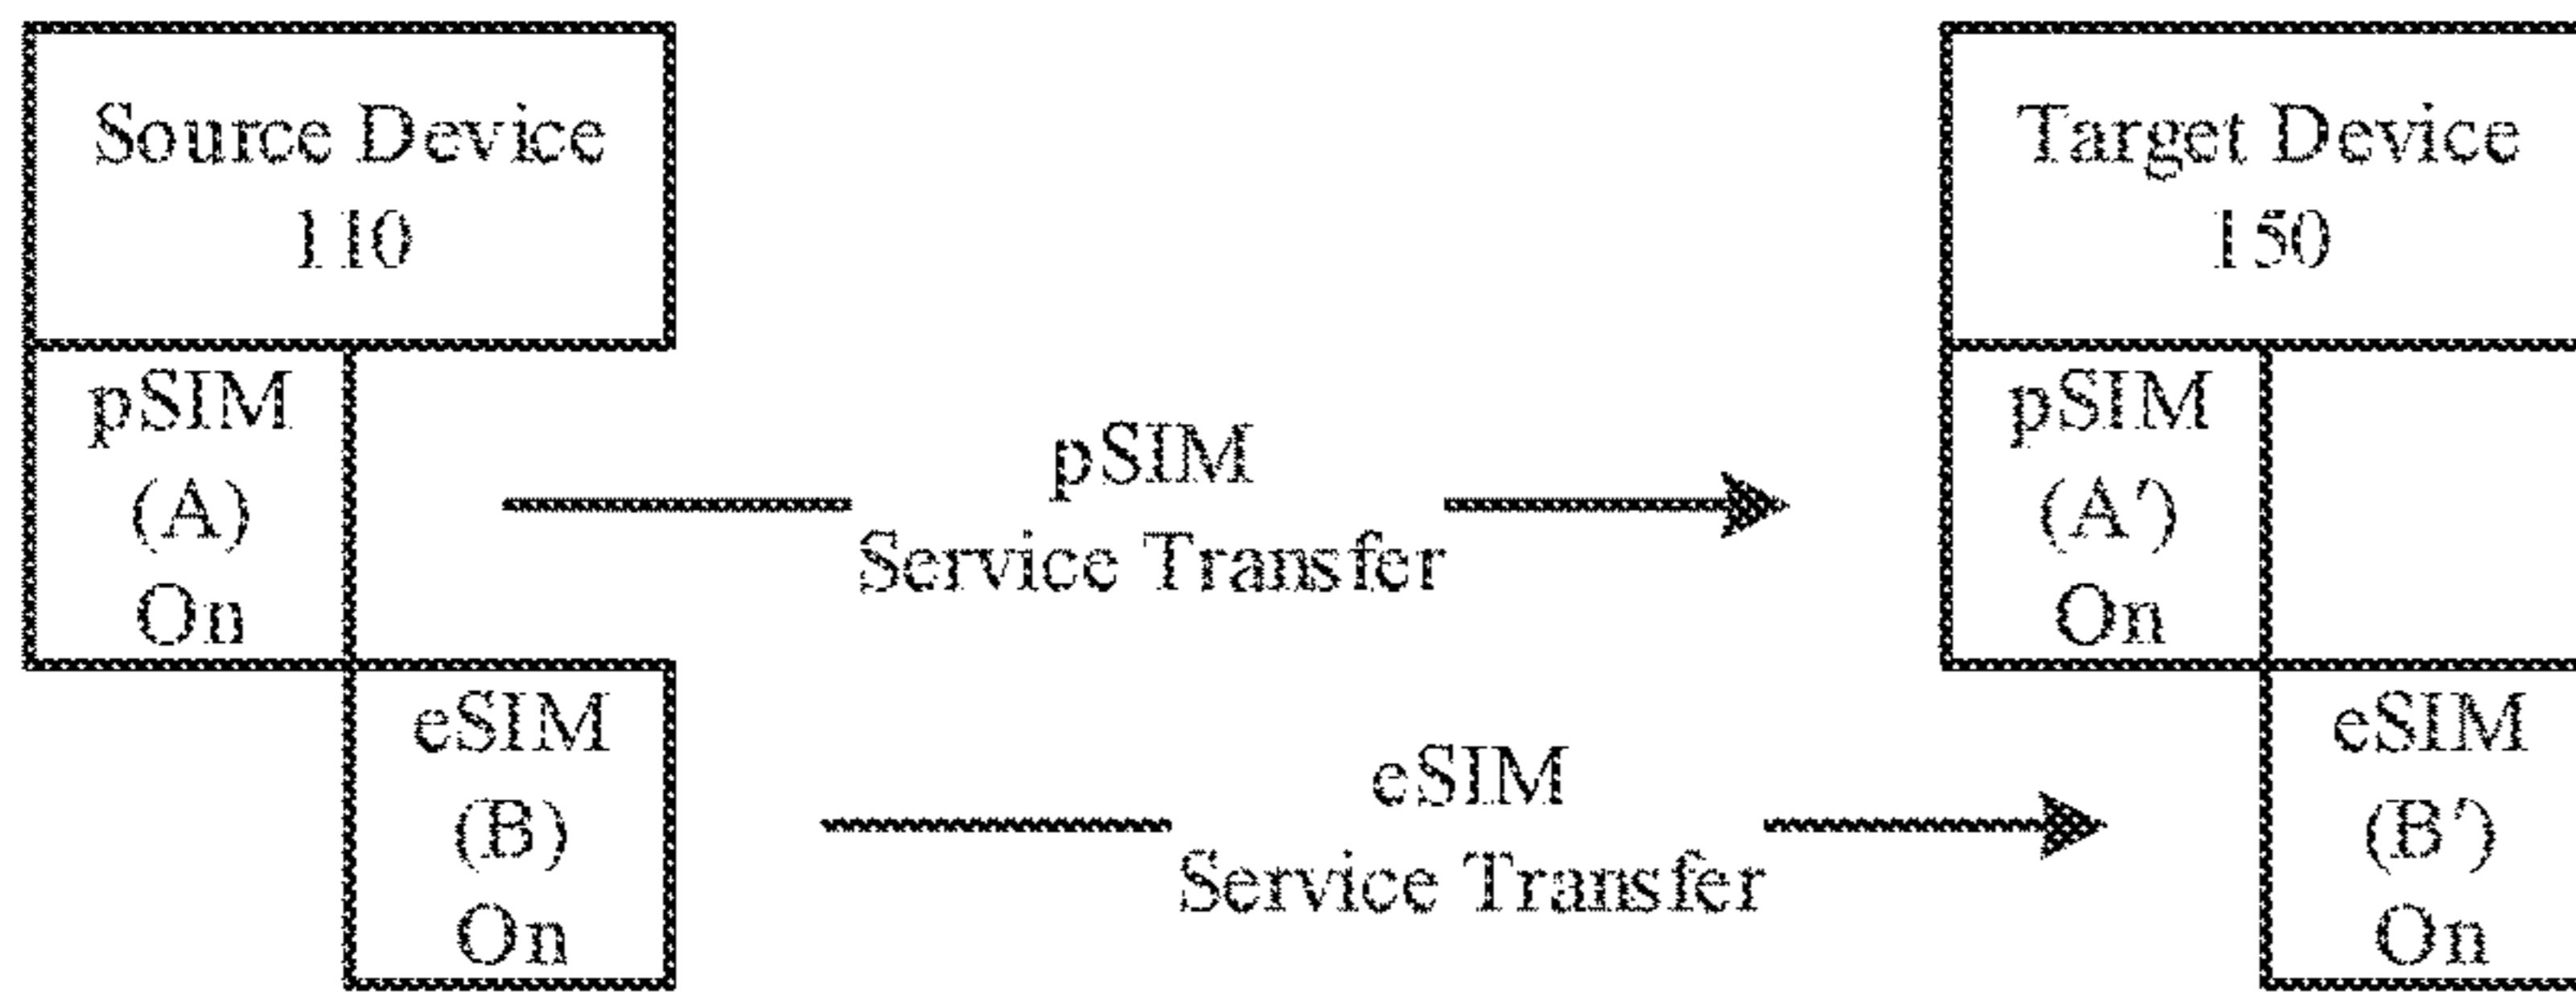 Source Device
110
Target Device
150
pSIM
(A)
On
pSIM
Service Transfer
pSIM
(A')
On
eSIM
(B)
On
eSIM
Service Transfer
eSIM
(B')
On